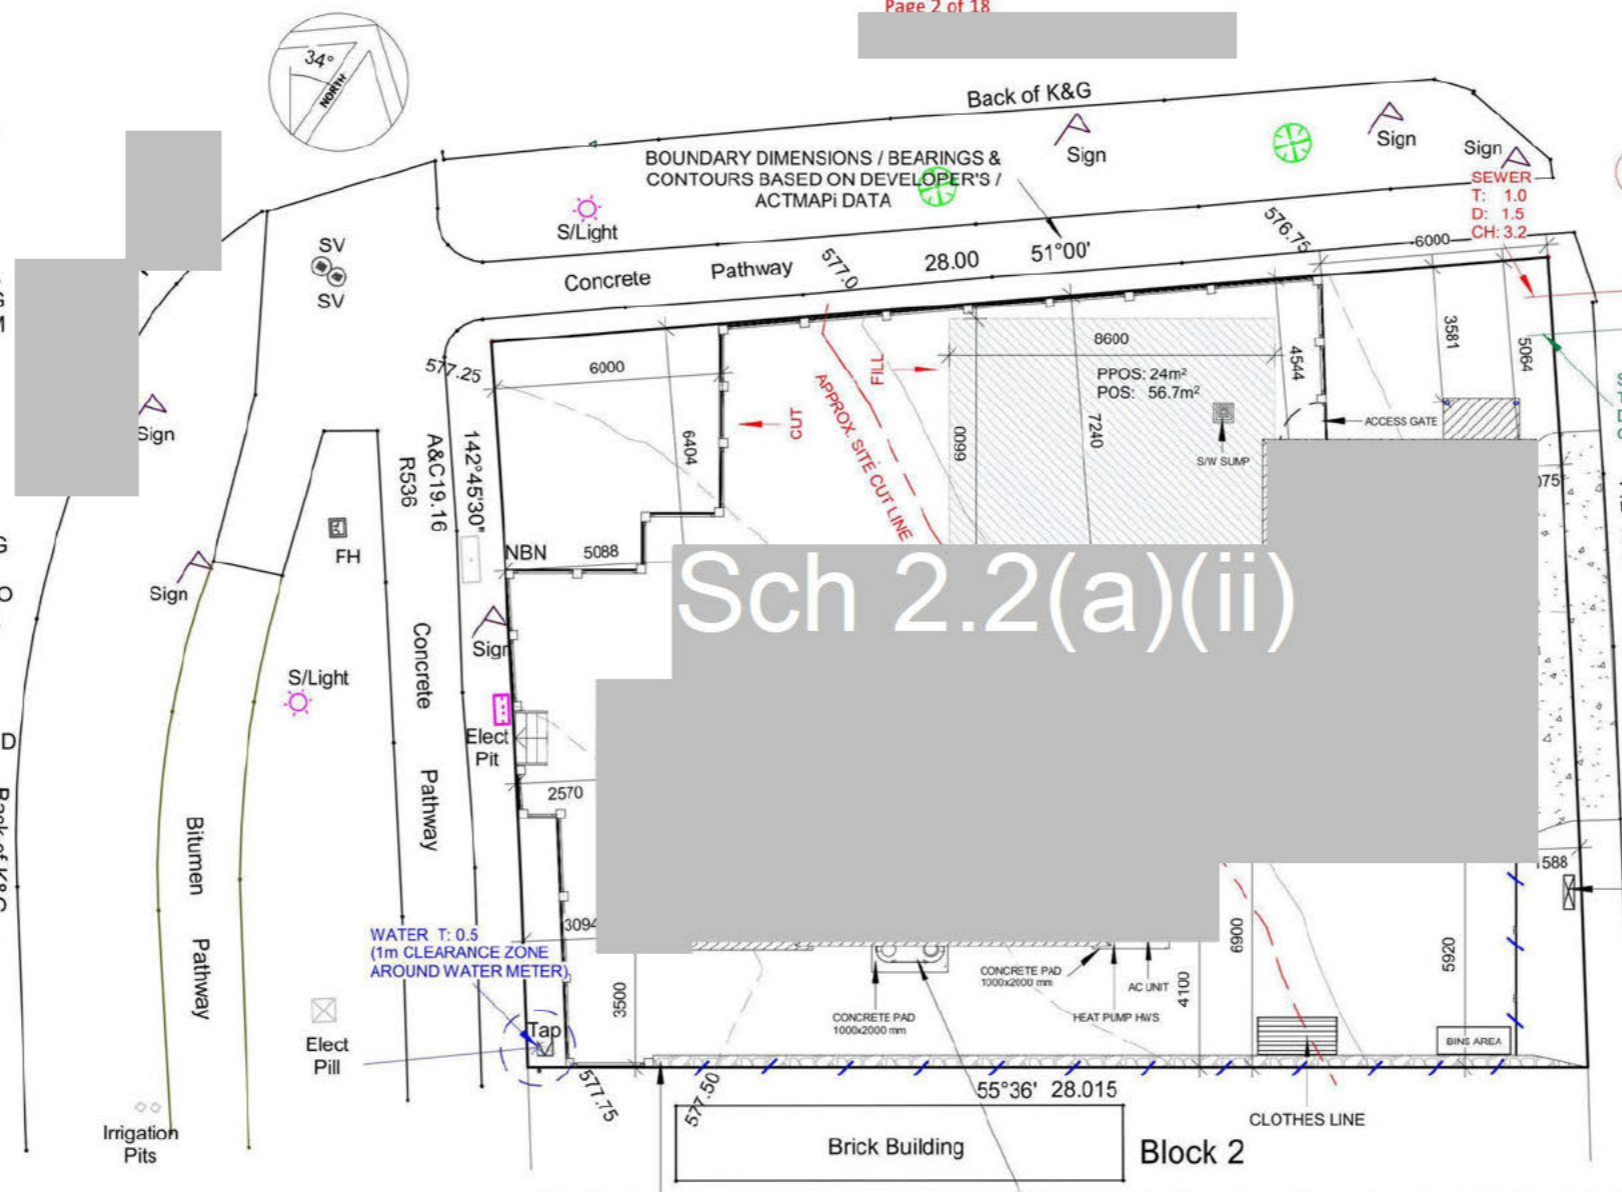 Page 2 of 18
34°
NORTH
Back of K&G
BOUNDARY DIMENSIONS / BEARINGS &
CONTOURS BASED ON DEVELOPER'S /
ACTMAPi DATA
Sign
Sign
Sign
SEWER
T: 1.0
D: 1.5
CH: 3.2
S/Light
SV
SV
Concrete Pathway
577.0
28.00 51°00'
576.75
6000
577.25
6000
8600
PPOS: 24m²
POS: 56.7m²
4544
3581
5064
FILL
CUT
APPROX. SITE CUT LINE
6404
6609
7240
S/W SUMP
ACCESS GATE
Sign
142°45'30"
A&C19.16
R536
FH
NBN
5088
Sch 2.2(a)(ii)
Sign
Sign
Concrete Pathway
S/Light
Elect
Pit
2570
D
Bitumen Pathway
1588
3094
WATER T: 0.5
(1m CLEARANCE ZONE
AROUND WATER METER)
3500
6900
5920
4100
CONCRETE PAD
1000x2000 mm
AC UNIT
HEAT PUMP HWS
CONCRETE PAD
1000x2000 mm
Tap
BINS AREA
Elect
Pill
577.75
577.50
55°36' 28.015
CLOTHES LINE
Irrigation
Pits
Brick Building
Block 2